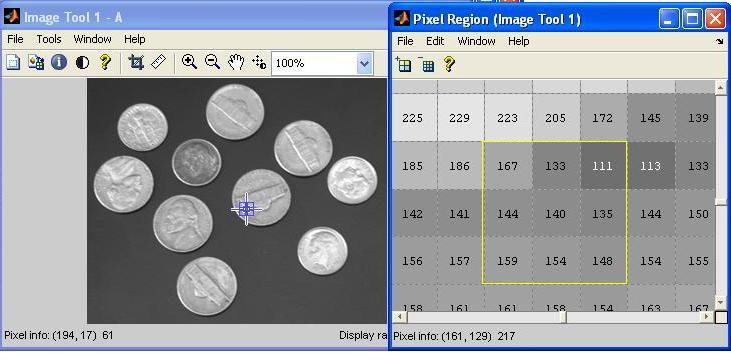 Image Tool 1 - A
File Tools Window Help
100%
Pixel info: (194, 17) 61
Display ra
Pixel Region (Image Tool 1)
File Edit Window Help
225 229 223 205 172 145 139
185 186 167 133 111 113 133
142 141 144 140 135 144 150
156 157 159 154 148 154 155
158 161 161 158 154 163 167
Pixel info: (161, 129) 217